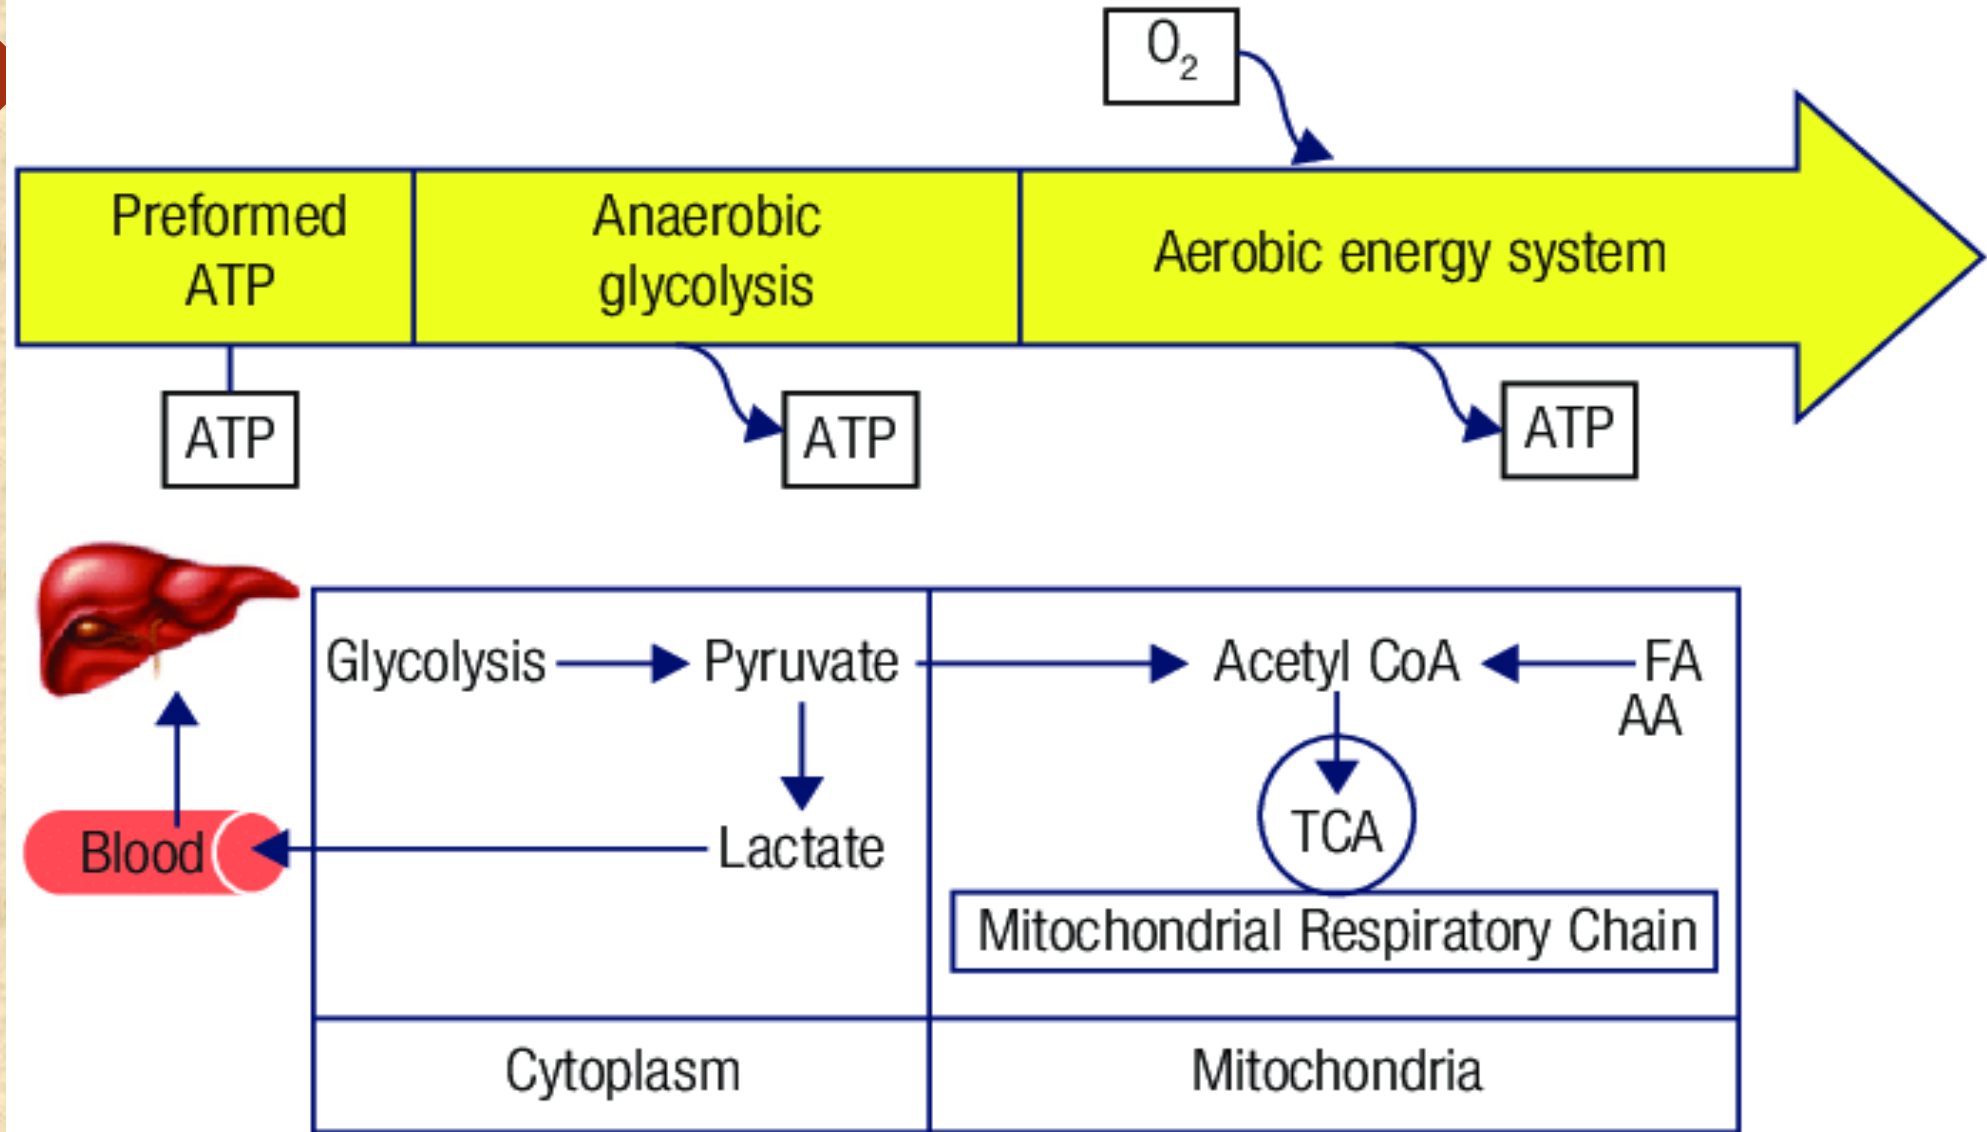 O₂
Preformed
ATP
Anaerobic
glycolysis
Aerobic energy system
ATP
ATP
ATP
Glycolysis
Pyruvate
Acetyl CoA
FA
AA
Blood
Lactate
TCA
Mitochondrial Respiratory Chain
Cytoplasm
Mitochondria